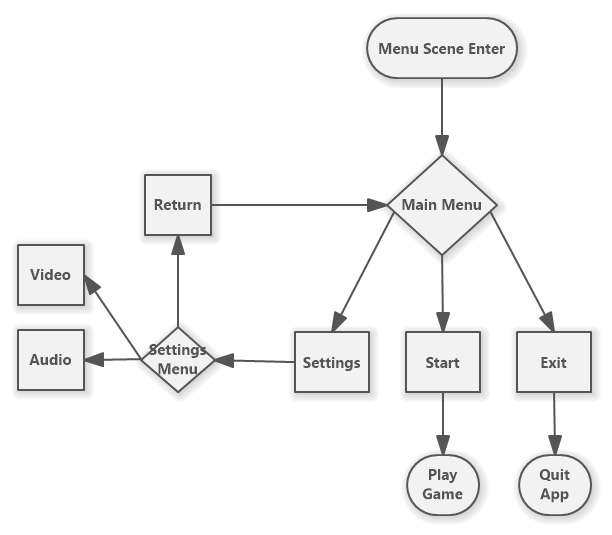 Menu Scene Enter
Return
Main Menu
Video
Settings
Menu
Audio
Settings
Start
Exit
Play
Game
Quit
App